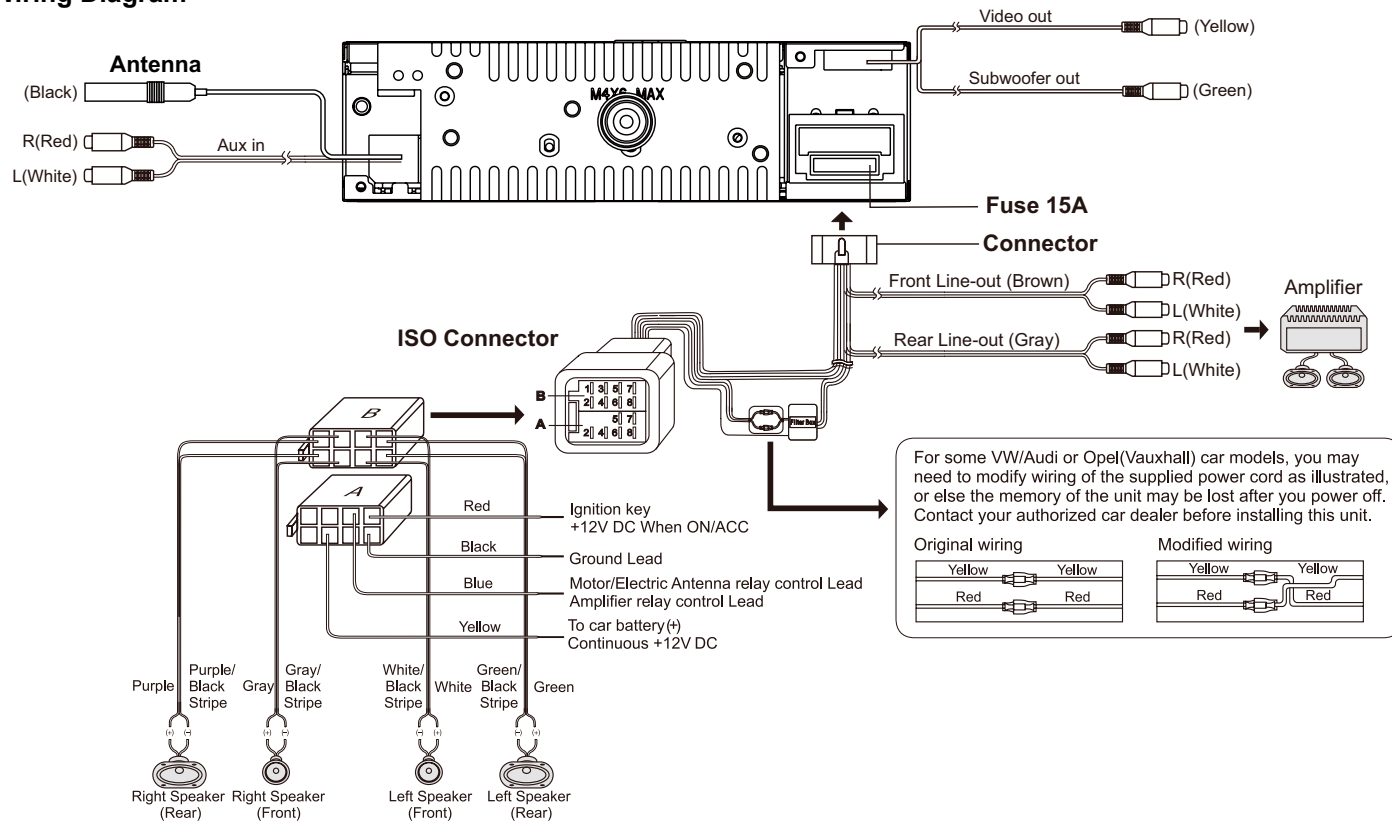 Wiring Diagram
Video out
(Yellow)
Subwoofer out
(Green)
Antenna
(Black)
R(Red)
Aux in
L(White)
M4X6 MAX
Fuse 15A
Connector
Front Line-out (Brown)
R(Red)
L(White)
Rear Line-out (Gray)
R(Red)
L(White)
Amplifier
ISO Connector
B
1 3 5 7
2 4 6 8
A
5 7
2 4 6 8
Filter Box
B
A
Red
Ignition key
+12V DC When ON/ACC
Black
Ground Lead
Blue
Motor/Electric Antenna relay control Lead
Amplifier relay control Lead
Yellow
To car battery(+)
Continuous +12V DC
For some VW/Audi or Opel(Vauxhall) car models, you may
need to modify wiring of the supplied power cord as illustrated,
or else the memory of the unit may be lost after you power off.
Contact your authorized car dealer before installing this unit.
Original wiring
Yellow Yellow
Red Red
Modified wiring
Yellow Yellow
Red Red
Purple
Purple/
Black
Stripe
Gray
Gray/
Black
Stripe
White/
Black
Stripe
White
Green/
Black
Stripe
Green
(+) (-)
(+) (-)
(-) (+)
(-) (+)
Right Speaker
(Rear)
Right Speaker
(Front)
Left Speaker
(Front)
Left Speaker
(Rear)